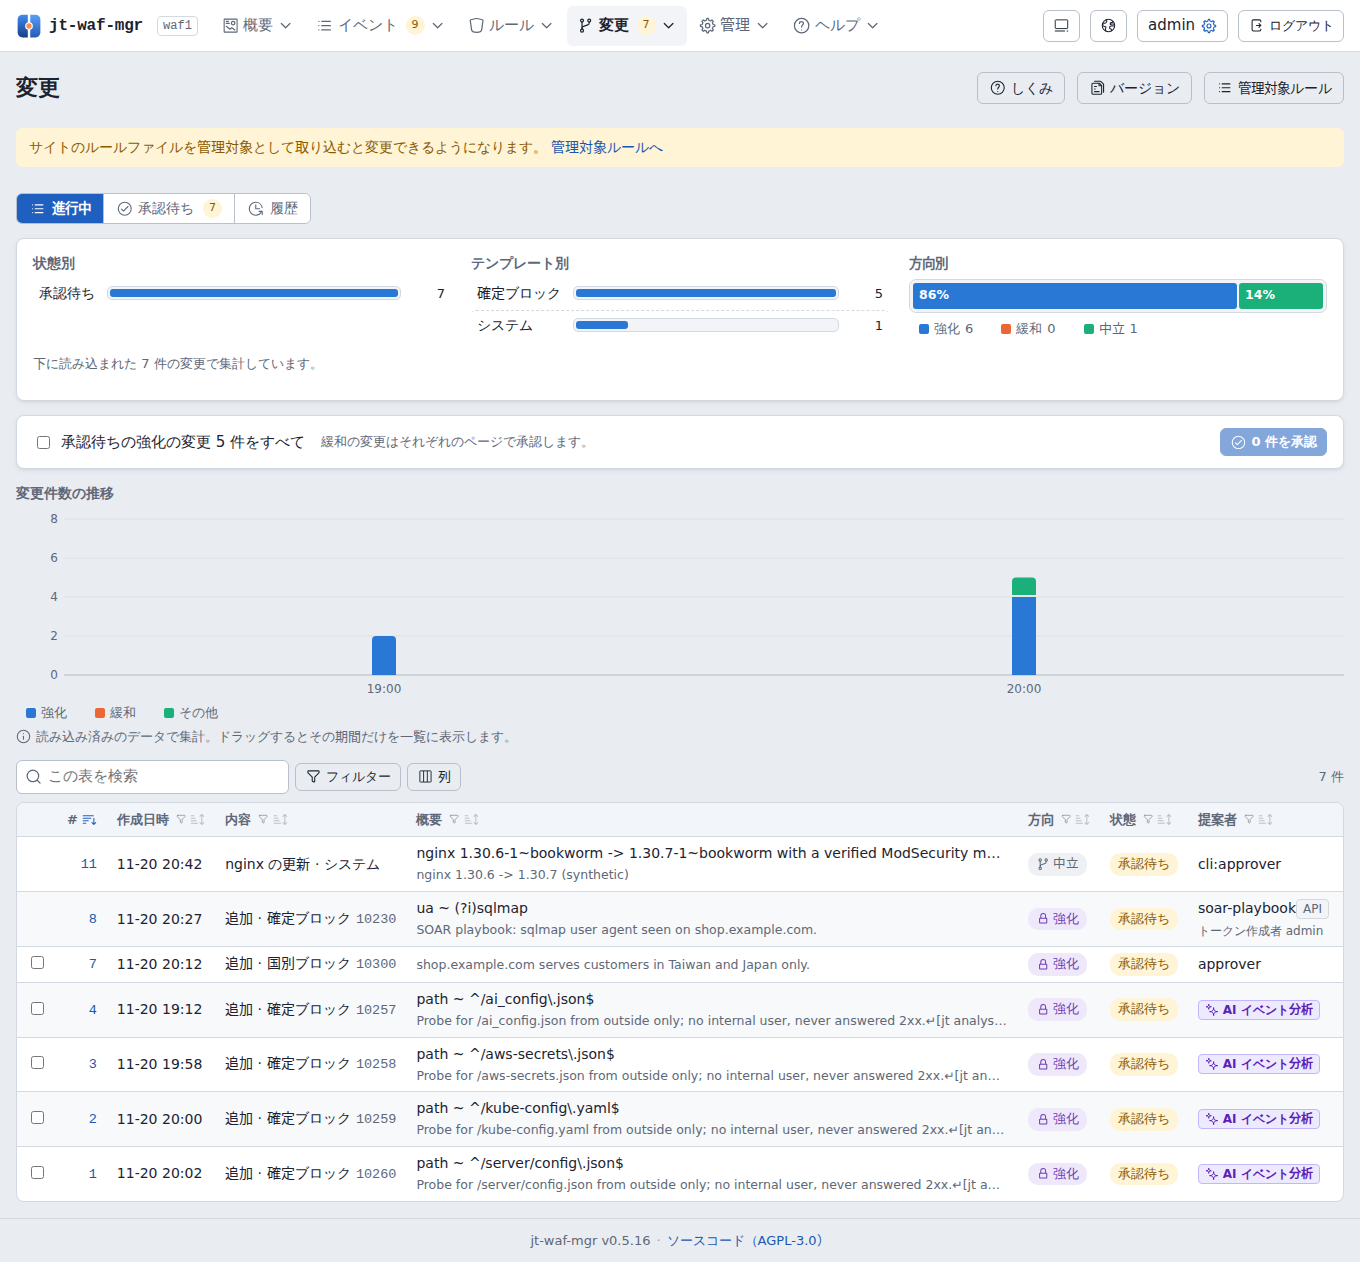 jt-waf-mgr waf1 概要 イベント 9 ルール 変更 7 管理 ヘルプ admin ログアウト
変更 しくみ バージョン 管理対象ルール
サイトのルールファイルを管理対象として取り込むと変更できるようになります。 管理対象ルールへ
進行中 承認待ち 7 履歴
状態別 テンプレート別 方向別
承認待ち 7 確定ブロック 5 86% 14%
システム 1 強化 6 緩和 0 中立 1
下に読み込まれた 7 件の変更で集計しています。
承認待ちの強化の変更 5 件をすべて 緩和の変更はそれぞれのページで承認します。 0 件を承認
変更件数の推移
8
6
4
2
0
19:00 20:00
強化 緩和 その他
読み込み済みのデータで集計。ドラッグするとその期間だけを一覧に表示します。
この表を検索 フィルター 列 7 件
# 作成日時 内容 概要 方向 状態 提案者
11 11-20 20:42 nginx の更新 · システム nginx 1.30.6-1~bookworm -> 1.30.7-1~bookworm with a verified ModSecurity m… 中立 承認待ち cli:approver
nginx 1.30.6 -> 1.30.7 (synthetic)
8 11-20 20:27 追加 · 確定ブロック 10230 ua ~ (?i)sqlmap 強化 承認待ち soar-playbook API
SOAR playbook: sqlmap user agent seen on shop.example.com. トークン作成者 admin
7 11-20 20:12 追加 · 国別ブロック 10300 shop.example.com serves customers in Taiwan and Japan only. 強化 承認待ち approver
4 11-20 19:12 追加 · 確定ブロック 10257 path ~ ^/ai_config\.json$ 強化 承認待ち AI イベント分析
Probe for /ai_config.json from outside only; no internal user, never answered 2xx.↵[jt analys…
3 11-20 19:58 追加 · 確定ブロック 10258 path ~ ^/aws-secrets\.json$ 強化 承認待ち AI イベント分析
Probe for /aws-secrets.json from outside only; no internal user, never answered 2xx.↵[jt an…
2 11-20 20:00 追加 · 確定ブロック 10259 path ~ ^/kube-config\.yaml$ 強化 承認待ち AI イベント分析
Probe for /kube-config.yaml from outside only; no internal user, never answered 2xx.↵[jt an…
1 11-20 20:02 追加 · 確定ブロック 10260 path ~ ^/server/config\.json$ 強化 承認待ち AI イベント分析
Probe for /server/config.json from outside only; no internal user, never answered 2xx.↵[jt a…
jt-waf-mgr v0.5.16 · ソースコード（AGPL-3.0）